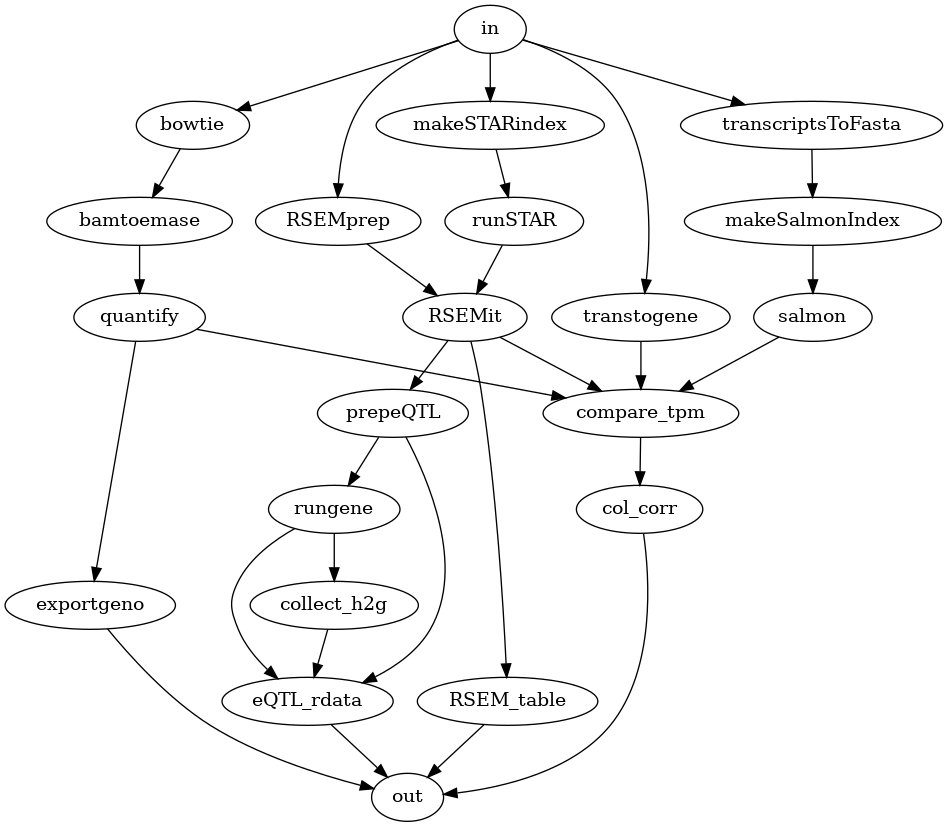 in
bowtie
makeSTARindex
transcriptsToFasta
bamtoemase
RSEMprep
runSTAR
makeSalmonIndex
quantify
RSEMit
transtogene
salmon
prepeQTL
compare_tpm
rungene
col_corr
exportgeno
collect_h2g
eQTL_rdata
RSEM_table
out